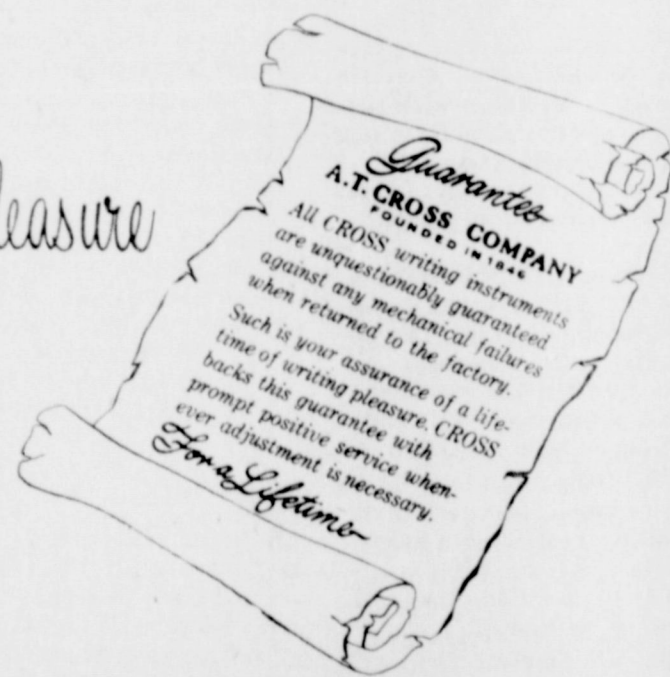 leasure
Guarantee
A.T. CROSS COMPANY
FOUNDED IN 1846
All CROSS writing instruments
are unquestionably guaranteed
against any mechanical failures
when returned to the factory.
Such is your assurance of a life-
time of writing pleasure. CROSS
backs this guarantee with
prompt positive service when-
ever adjustment is necessary.
For a Lifetime